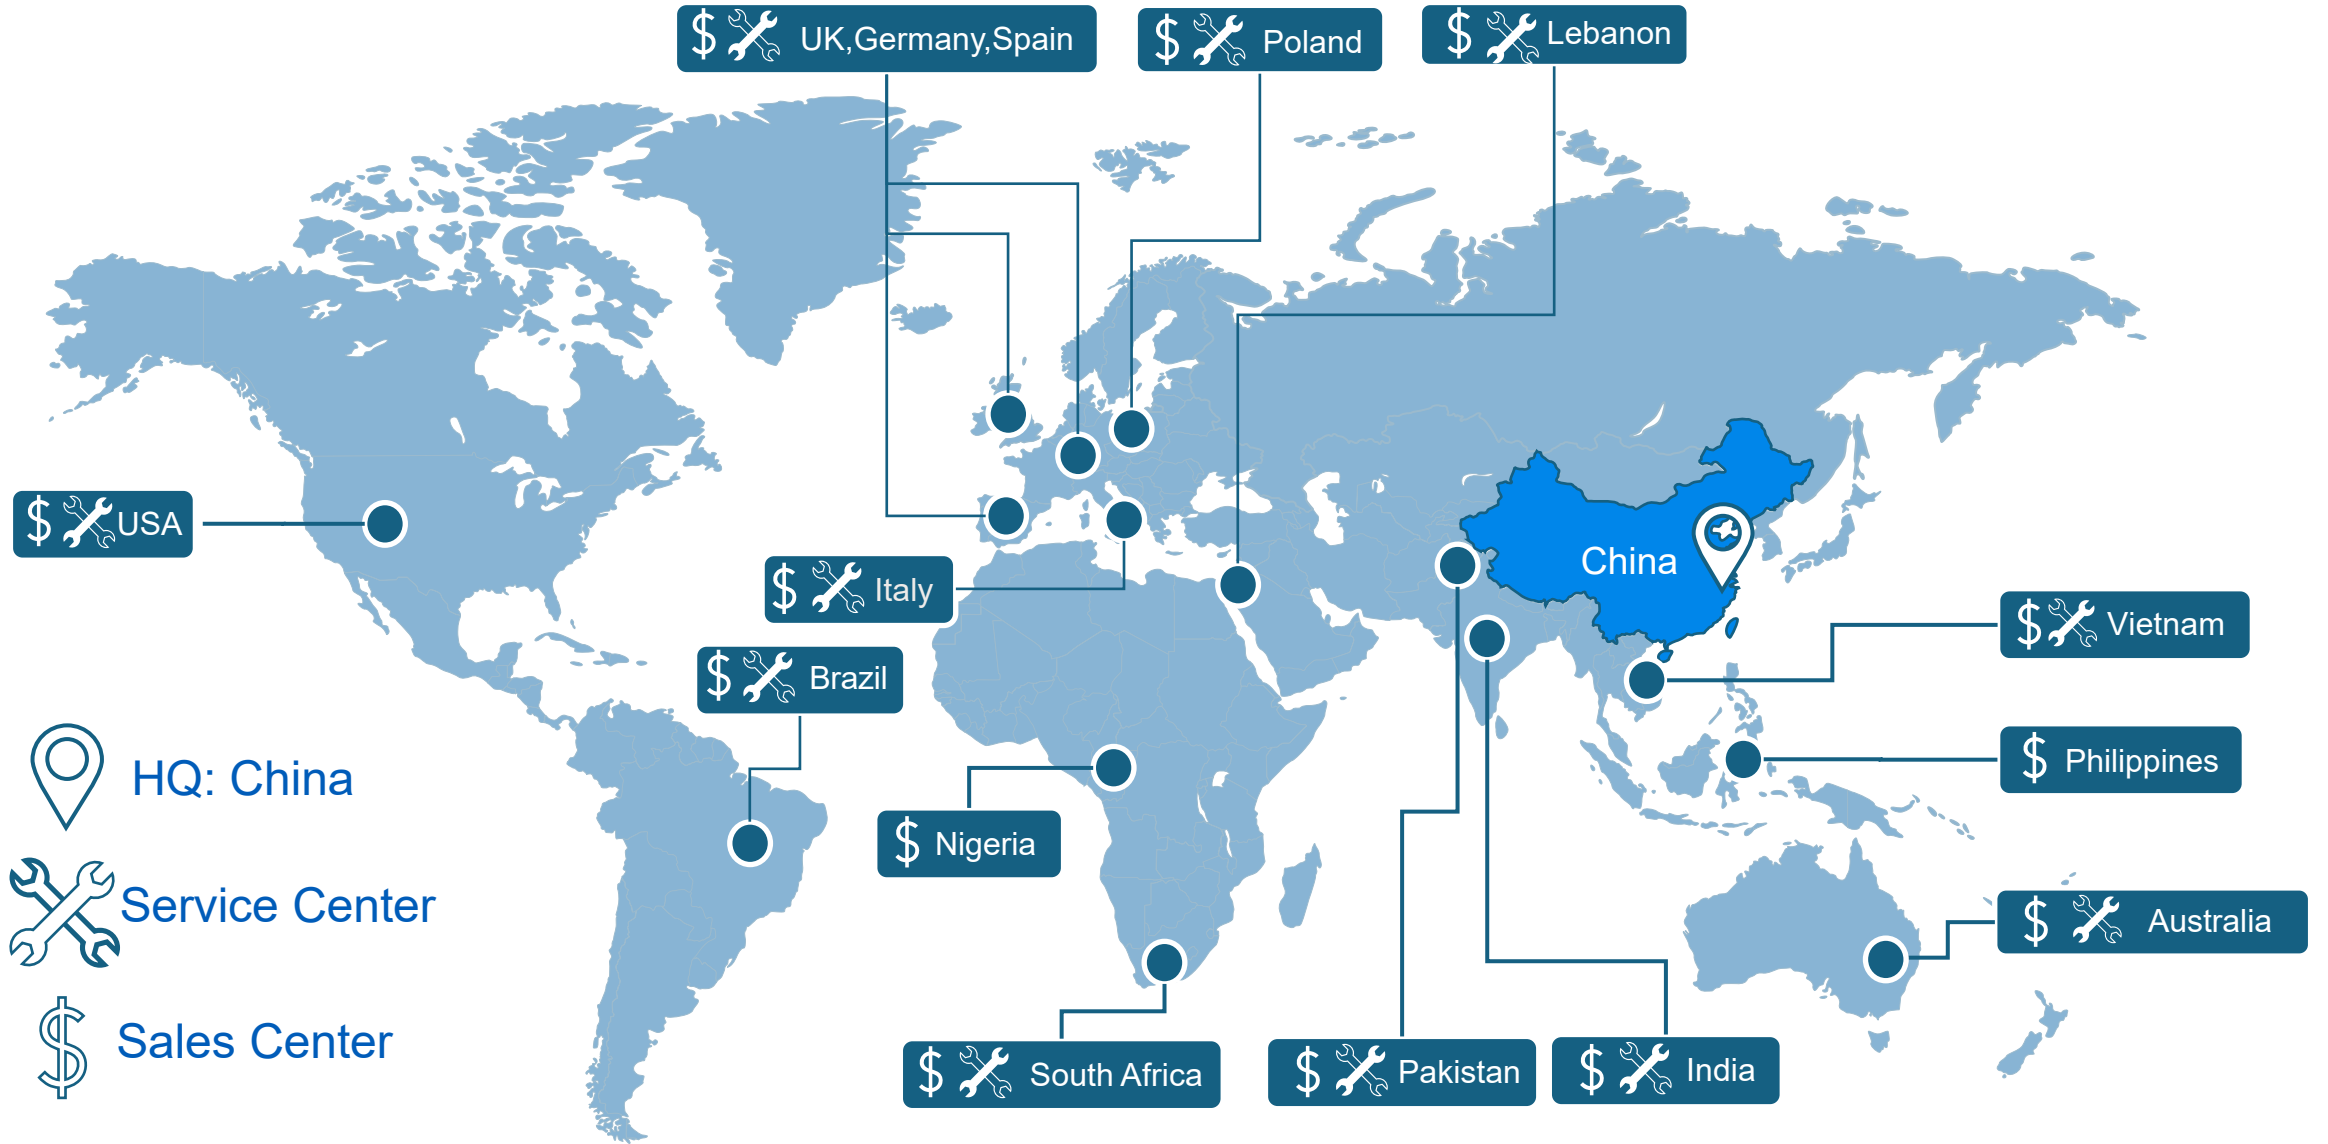 $ UK,Germany,Spain
$ Poland
$ Lebanon
$ USA
$ Italy
China
$ Vietnam
$ Brazil
$ Philippines
HQ: China
$ Nigeria
Service Center
$ Australia
Sales Center
$ South Africa
$ Pakistan
$ India